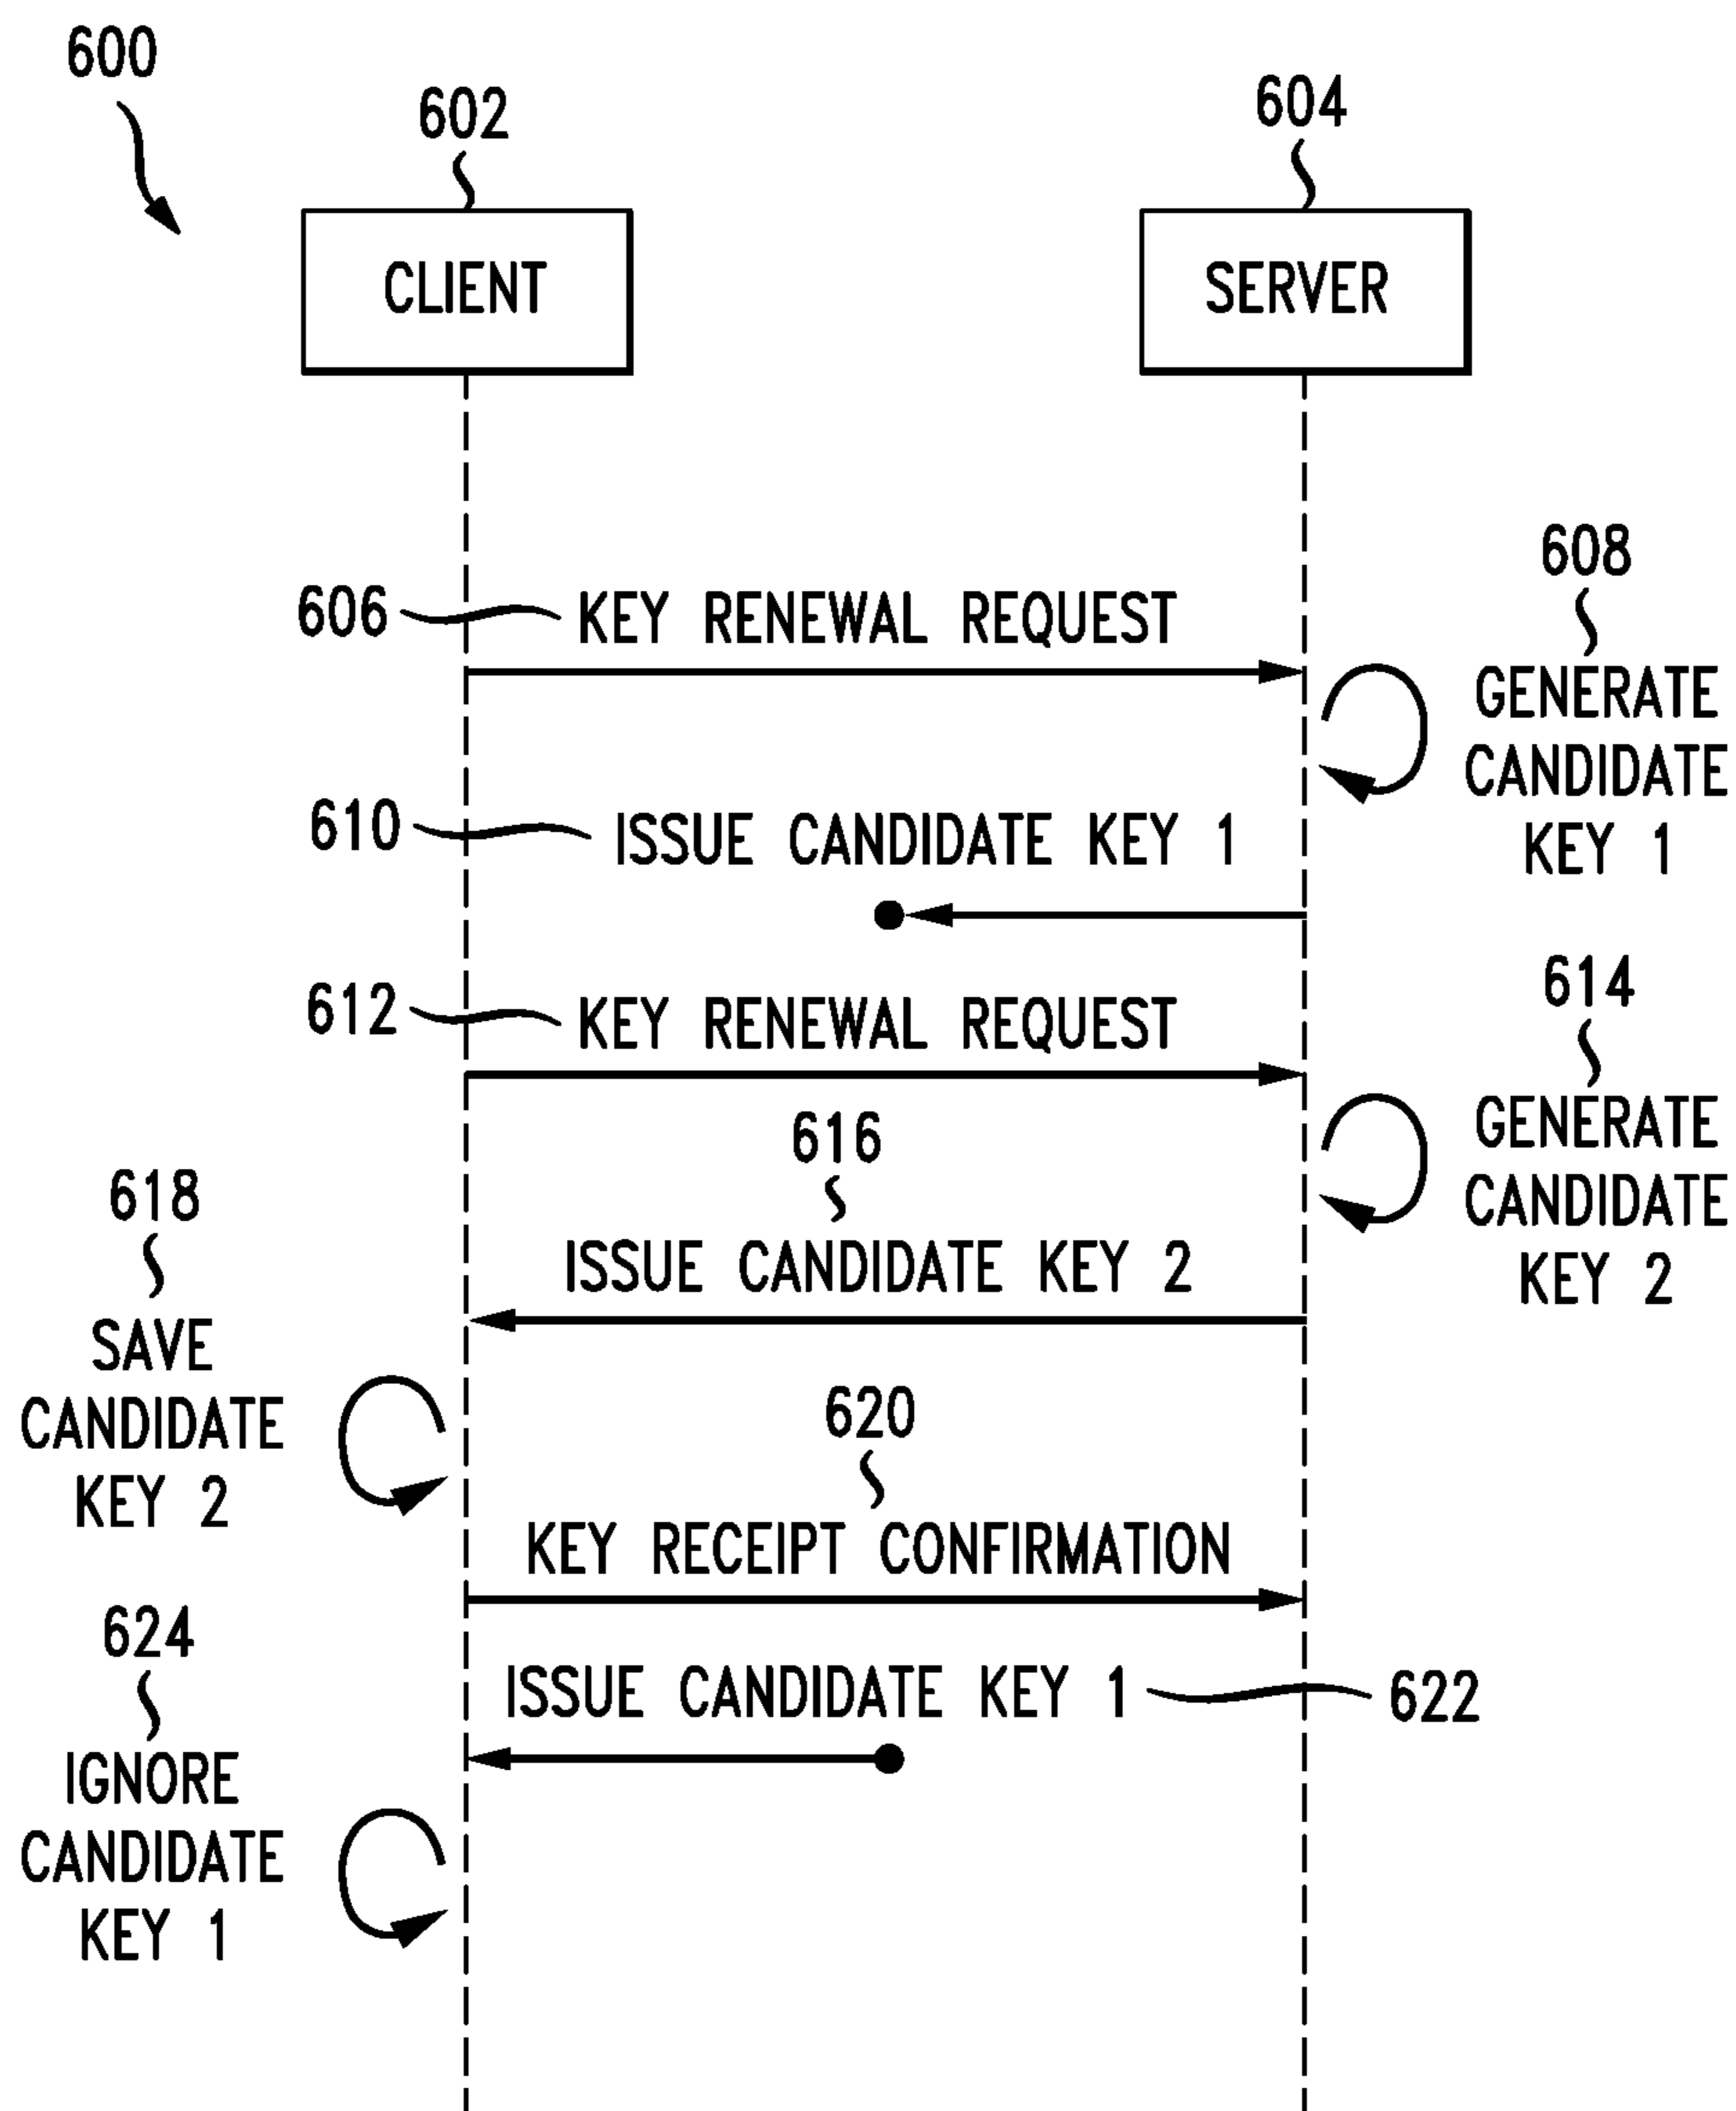 600
602
604
CLIENT
SERVER
606
KEY RENEWAL REQUEST
608
GENERATE
CANDIDATE
KEY 1
610
ISSUE CANDIDATE KEY 1
612
KEY RENEWAL REQUEST
614
GENERATE
CANDIDATE
KEY 2
616
ISSUE CANDIDATE KEY 2
618
SAVE
CANDIDATE
KEY 2
620
KEY RECEIPT CONFIRMATION
624
IGNORE
CANDIDATE
KEY 1
ISSUE CANDIDATE KEY 1
622